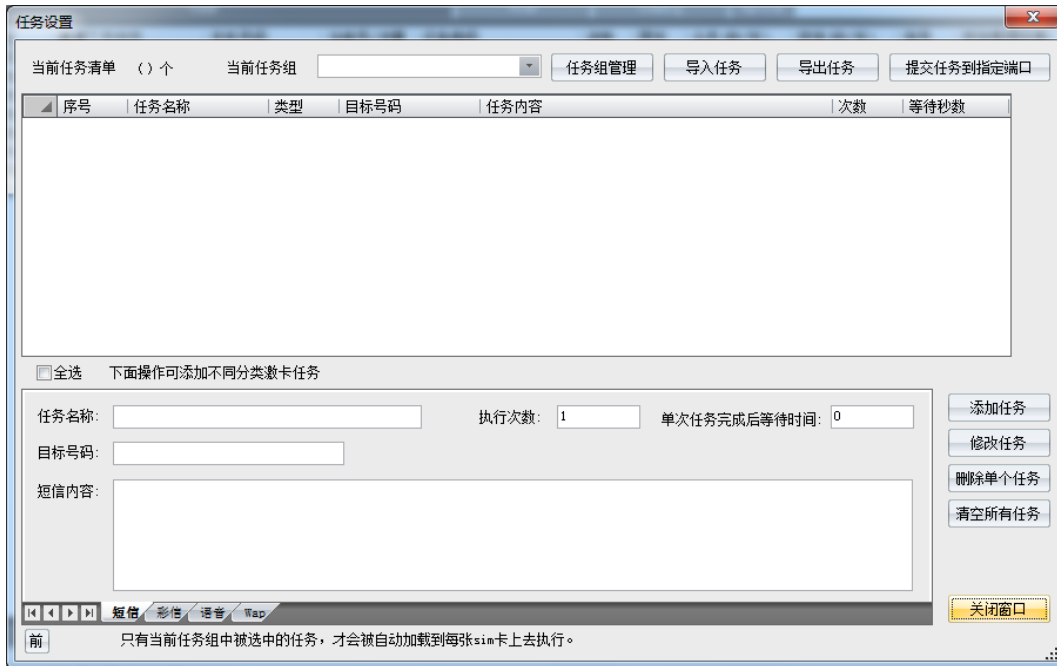 任务设置
当前任务清单 ( ) 个 当前任务组 任务组管理 导入任务 导出任务 提交任务到指定端口
序号 任务名称 类型 目标号码 任务内容 次数 等待秒数
全选 下面操作可添加不同分类激卡任务
任务名称: 执行次数: 1 单次任务完成后等待时间: 0 添加任务
目标号码: 修改任务
短信内容: 删除单个任务
清空所有任务
短信 彩信 语音 Wap 关闭窗口
前 只有当前任务组中被选中的任务，才会被自动加载到每张sim卡上去执行。